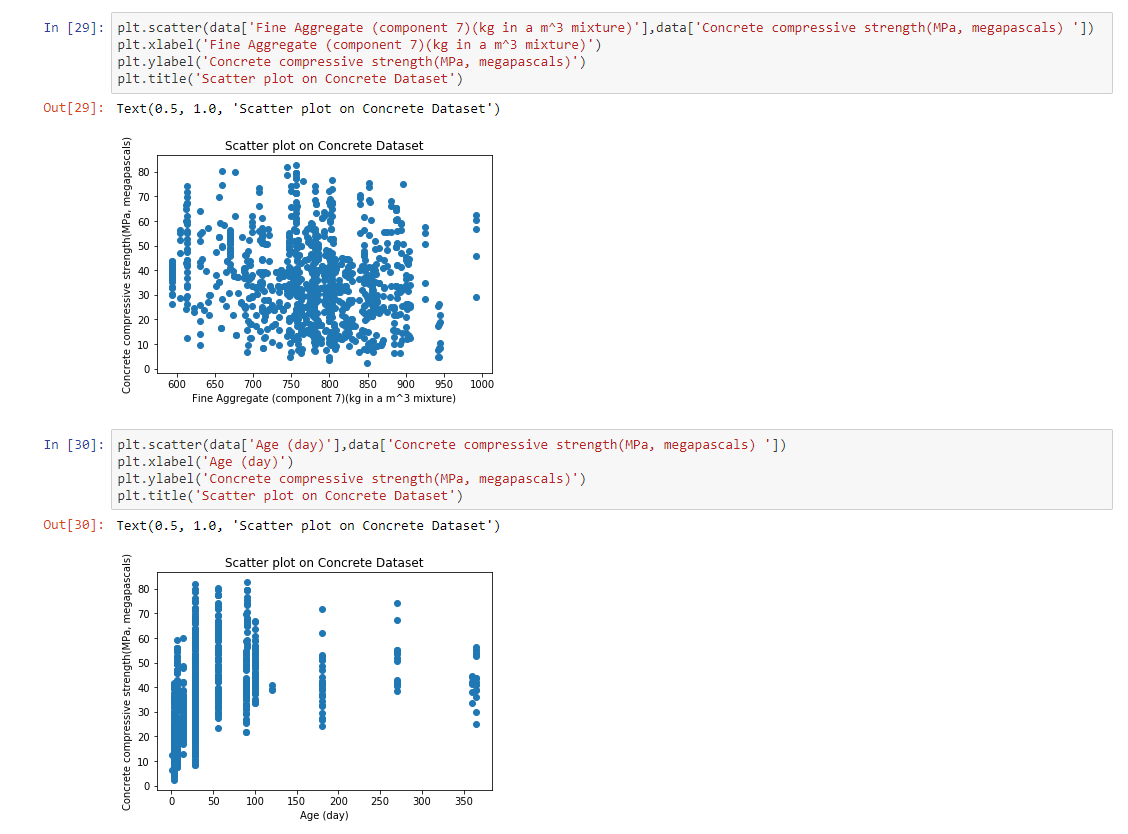 In [29]: plt.scatter(data['Fine Aggregate (component 7)(kg in a m^3 mixture)'],data['Concrete compressive strength(MPa, megapascals) '])
plt.xlabel('Fine Aggregate (component 7)(kg in a m^3 mixture)')
plt.ylabel('Concrete compressive strength(MPa, megapascals)')
plt.title('Scatter plot on Concrete Dataset')
Out[29]: Text(0.5, 1.0, 'Scatter plot on Concrete Dataset')
Scatter plot on Concrete Dataset
Concrete compressive strength(MPa, megapascals)
80
70
60
50
40
30
20
10
0
600 650 700 750 800 850 900 950 1000
Fine Aggregate (component 7)(kg in a m^3 mixture)
In [30]: plt.scatter(data['Age (day)'],data['Concrete compressive strength(MPa, megapascals) '])
plt.xlabel('Age (day)')
plt.ylabel('Concrete compressive strength(MPa, megapascals)')
plt.title('Scatter plot on Concrete Dataset')
Out[30]: Text(0.5, 1.0, 'Scatter plot on Concrete Dataset')
Scatter plot on Concrete Dataset
Concrete compressive strength(MPa, megapascals)
80
70
60
50
40
30
20
10
0
0 50 100 150 200 250 300 350
Age (day)